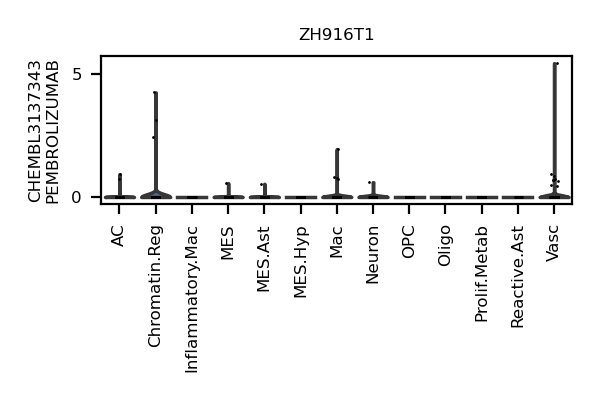 ZH916T1
CHEMBL3137343
PEMBROLIZUMAB
5
0
AC
Chromatin.Reg
Inflammatory.Mac
MES
MES.Ast
MES.Hyp
Mac
Neuron
OPC
Oligo
Prolif.Metab
Reactive.Ast
Vasc